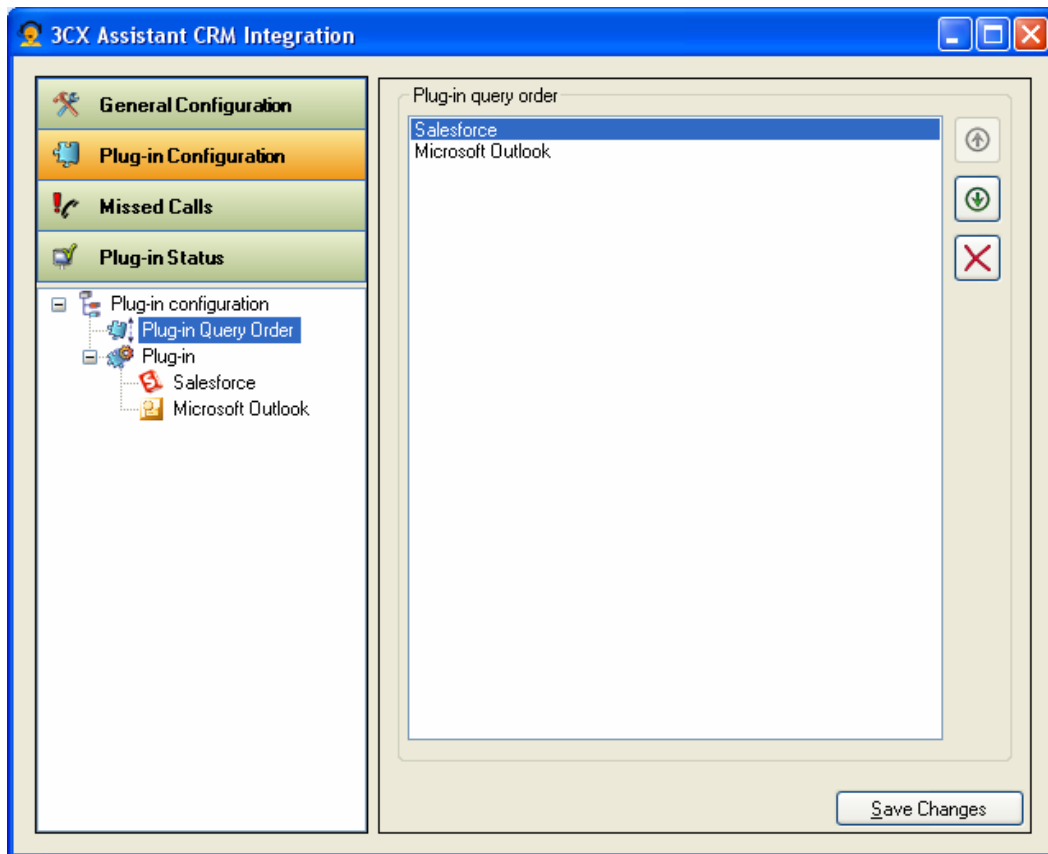 3CX Assistant CRM Integration
General Configuration
Plug-in Configuration
Missed Calls
Plug-in Status
Plug-in configuration
Plug-in Query Order
Plug-in
Salesforce
Microsoft Outlook
Plug-in query order
Salesforce
Microsoft Outlook
Save Changes